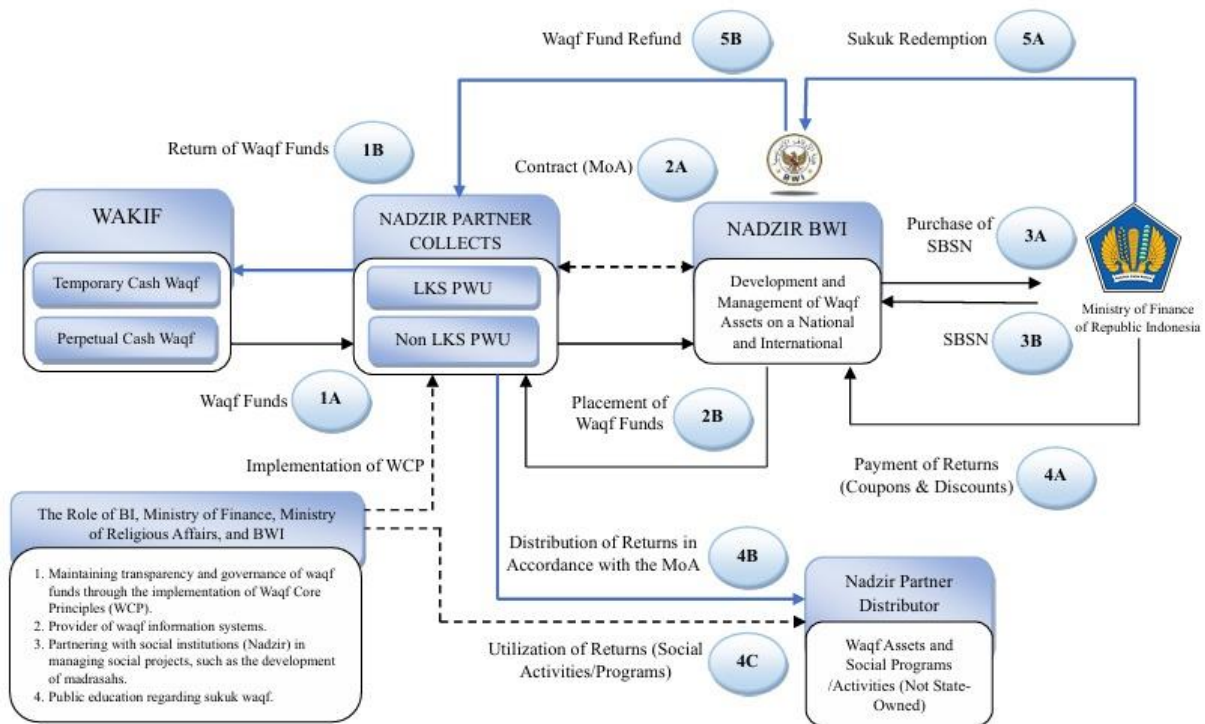 Waqf Fund Refund
5B
Sukuk Redemption
5A
Return of Waqf Funds
1B
Contract (MoA)
2A
BWI
WAKIF
Temporary Cash Waqf
Perpetual Cash Waqf
NADZIR PARTNER
COLLECTS
LKS PWU
Non LKS PWU
NADZIR BWI
Development and
Management of Waqf
Assets on a National
and International
Purchase of
SBSN
3A
Ministry of Finance
of Republic Indonesia
SBSN
3B
Waqf Funds
1A
Placement of
Waqf Funds
2B
Implementation of WCP
Payment of Returns
(Coupons & Discounts)
4A
The Role of BI, Ministry of Finance, Ministry
of Religious Affairs, and BWI
1. Maintaining transparency and governance of waqf
funds through the implementation of Waqf Core
Principles (WCP).
2. Provider of waqf information systems.
3. Partnering with social institutions (Nadzir) in
managing social projects, such as the development
of madrasahs.
4. Public education regarding sukuk waqf.
Distribution of Returns in
Accordance with the MoA
4B
Utilization of Returns (Social
Activities/Programs)
4C
Nadzir Partner
Distributor
Waqf Assets and
Social Programs
/Activities (Not State-
Owned)